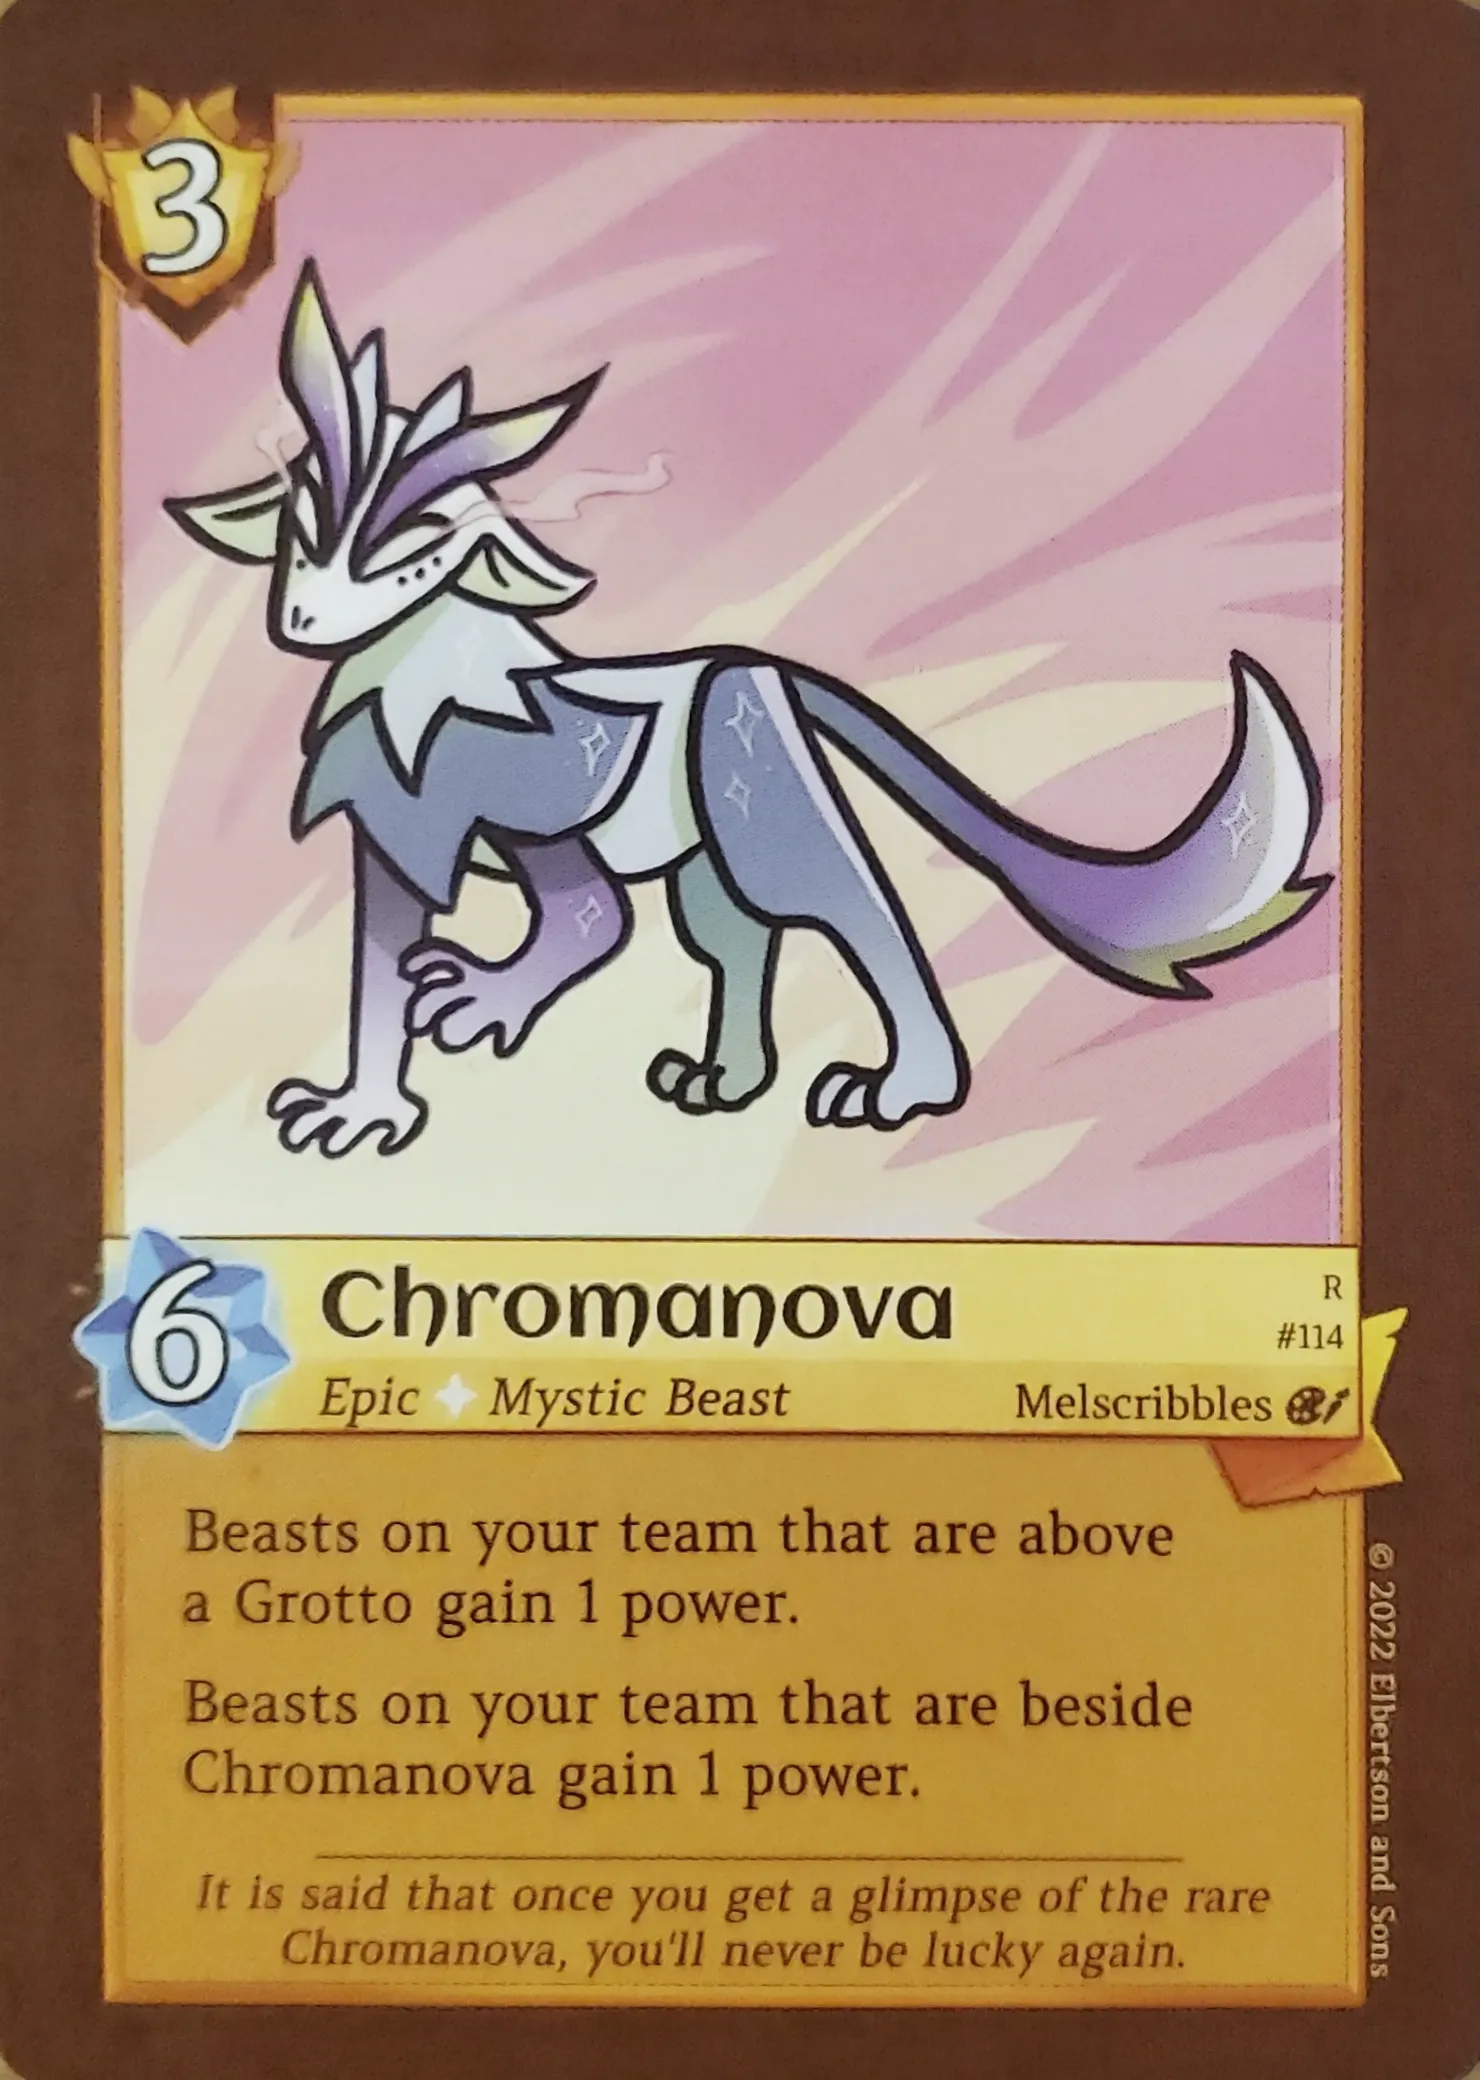 3
6
Chromanova
R
#114
Epic ✦ Mystic Beast
Melscribbles
Beasts on your team that are above
a Grotto gain 1 power.
Beasts on your team that are beside
Chromanova gain 1 power.
It is said that once you get a glimpse of the rare
Chromanova, you'll never be lucky again.
© 2022 Elbertson and Sons